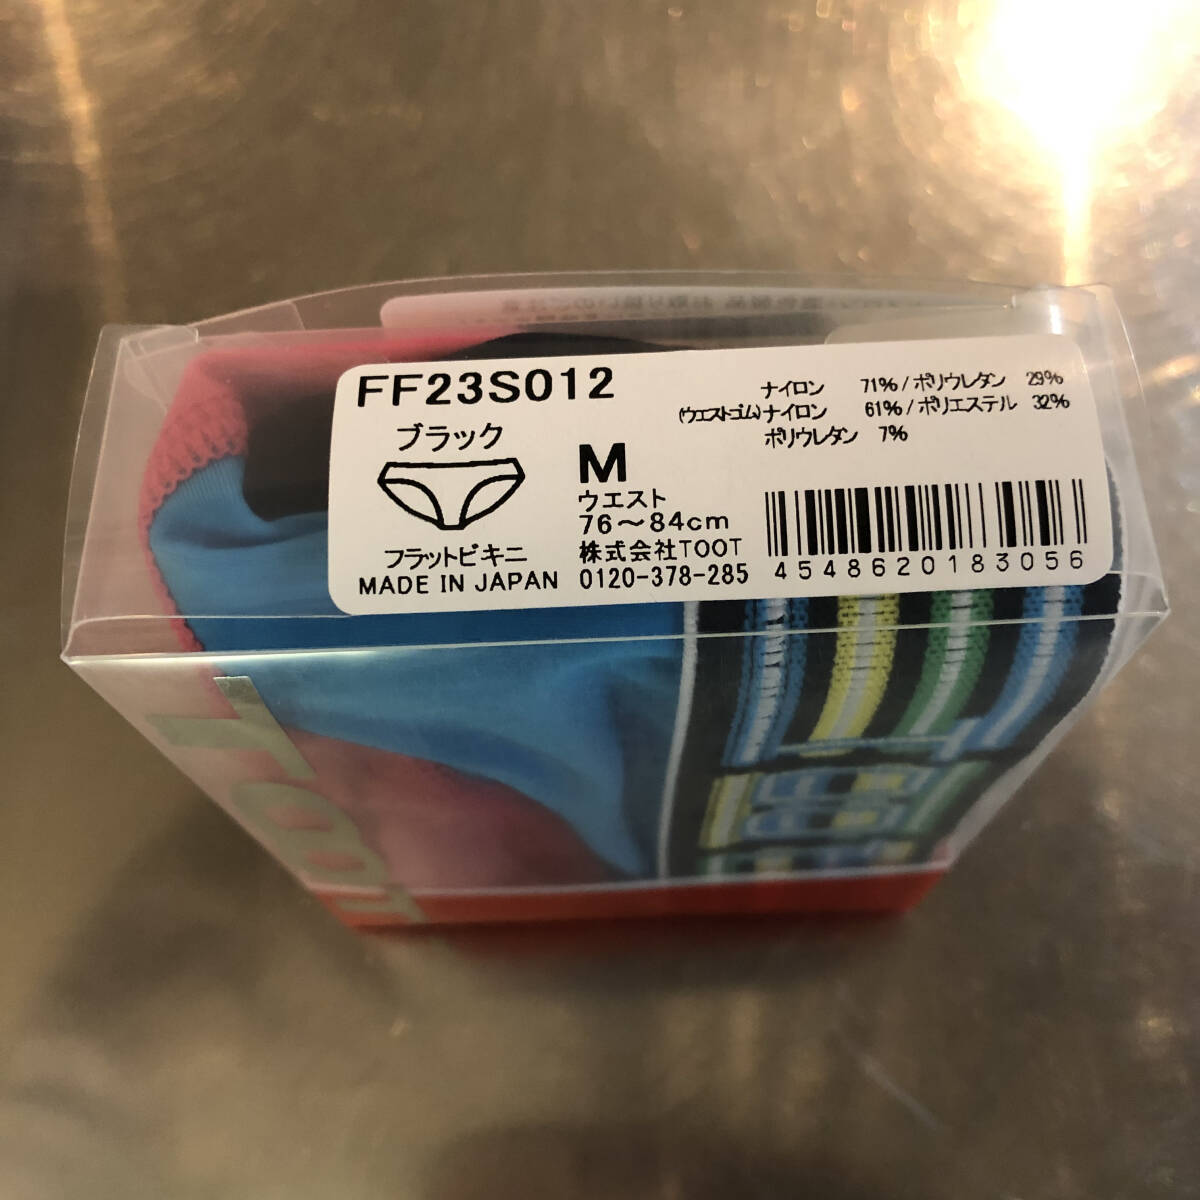 FF23S012
ブラック
フラットビキニ
MADE IN JAPAN
M
ウエスト
76～84cm
株式会社TOOT
0120-378-285
ナイロン 71%/ポリウレタン 29%
(ウエストゴム)ナイロン 61%/ポリエステル 32%
ポリウレタン 7%
4548620183056
TOOT